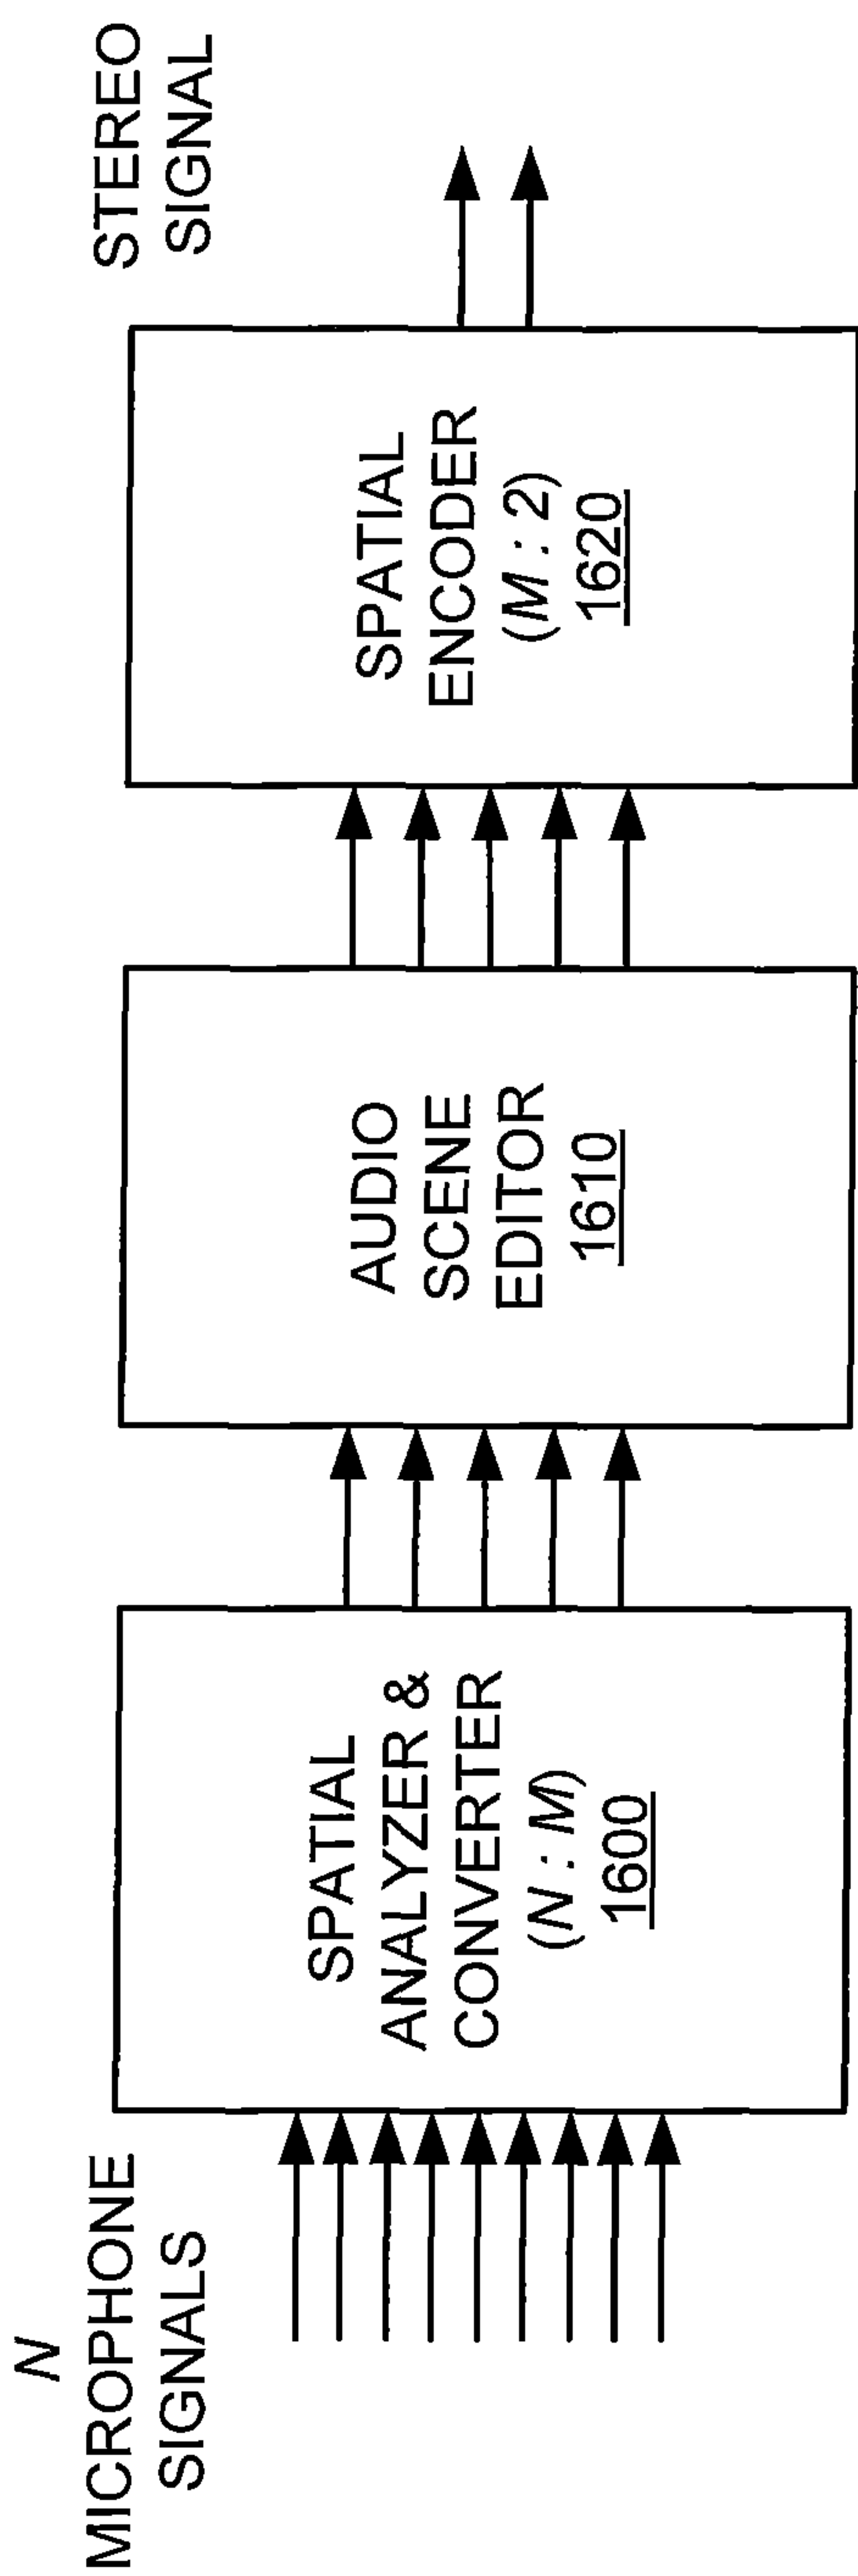 N
MICROPHONE
SIGNALS
SPATIAL
ANALYZER &
CONVERTER
(N : M)
1600
AUDIO
SCENE
EDITOR
1610
SPATIAL
ENCODER
(M : 2)
1620
STEREO
SIGNAL